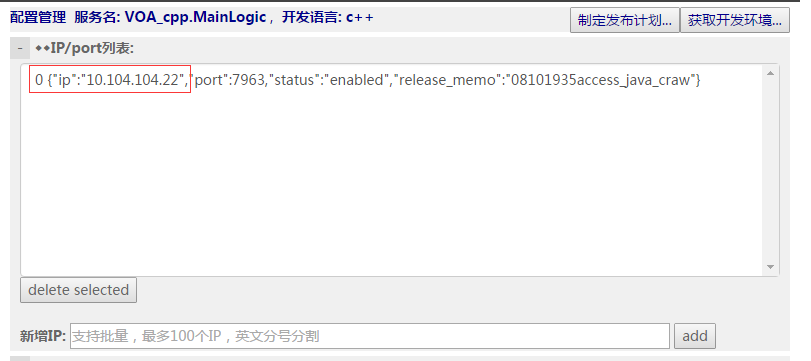 配置管理 服务名: VOA_cpp.MainLogic , 开发语言: c++ 制定发布计划... 获取开发环境...
- ◆◆IP/port列表:
0 {"ip":"10.104.104.22","port":7963,"status":"enabled","release_memo":"08101935access_java_craw"}
delete selected
新增IP: 支持批量，最多100个IP，英文分号分割 add
-